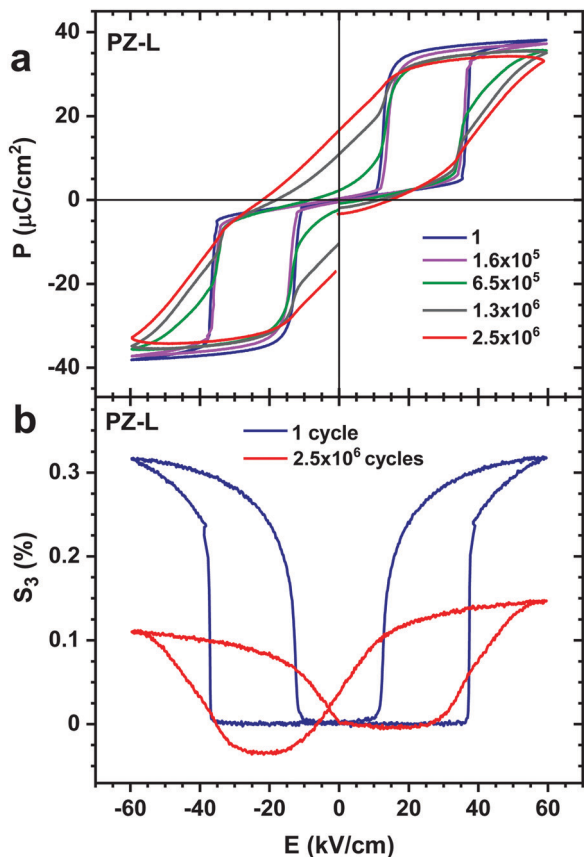 a
PZ-L
40
20
0
-20
-40
P (μC/cm²)
1
1.6x10⁵
6.5x10⁵
1.3x10⁶
2.5x10⁶
b
PZ-L
1 cycle
2.5x10⁶ cycles
0.3
0.2
0.1
0
S₃ (%)
-60 -40 -20 0 20 40 60
E (kV/cm)